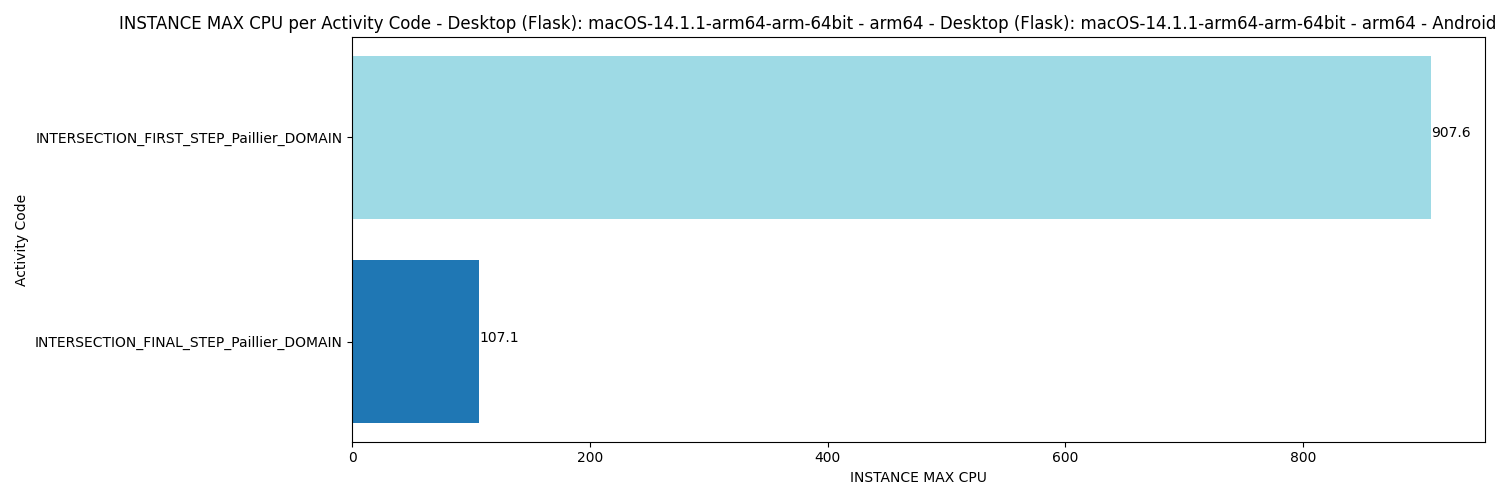 INSTANCE MAX CPU per Activity Code - Desktop (Flask): macOS-14.1.1-arm64-arm-64bit - arm64 - Desktop (Flask): macOS-14.1.1-arm64-arm-64bit - arm64 - Android
INTERSECTION_FIRST_STEP_Paillier_DOMAIN
907.6
Activity Code
INTERSECTION_FINAL_STEP_Paillier_DOMAIN
107.1
0 200 400 600 800
INSTANCE MAX CPU